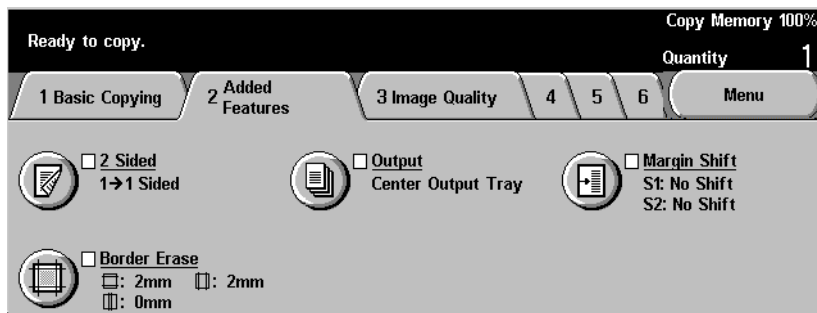 Copy Memory 100%
Ready to copy.
Quantity 1
1 Basic Copying
2 Added
Features
3 Image Quality
4
5
6
Menu
2 Sided
1→1 Sided
Output
Center Output Tray
Margin Shift
S1: No Shift
S2: No Shift
Border Erase
: 2mm : 2mm
: 0mm